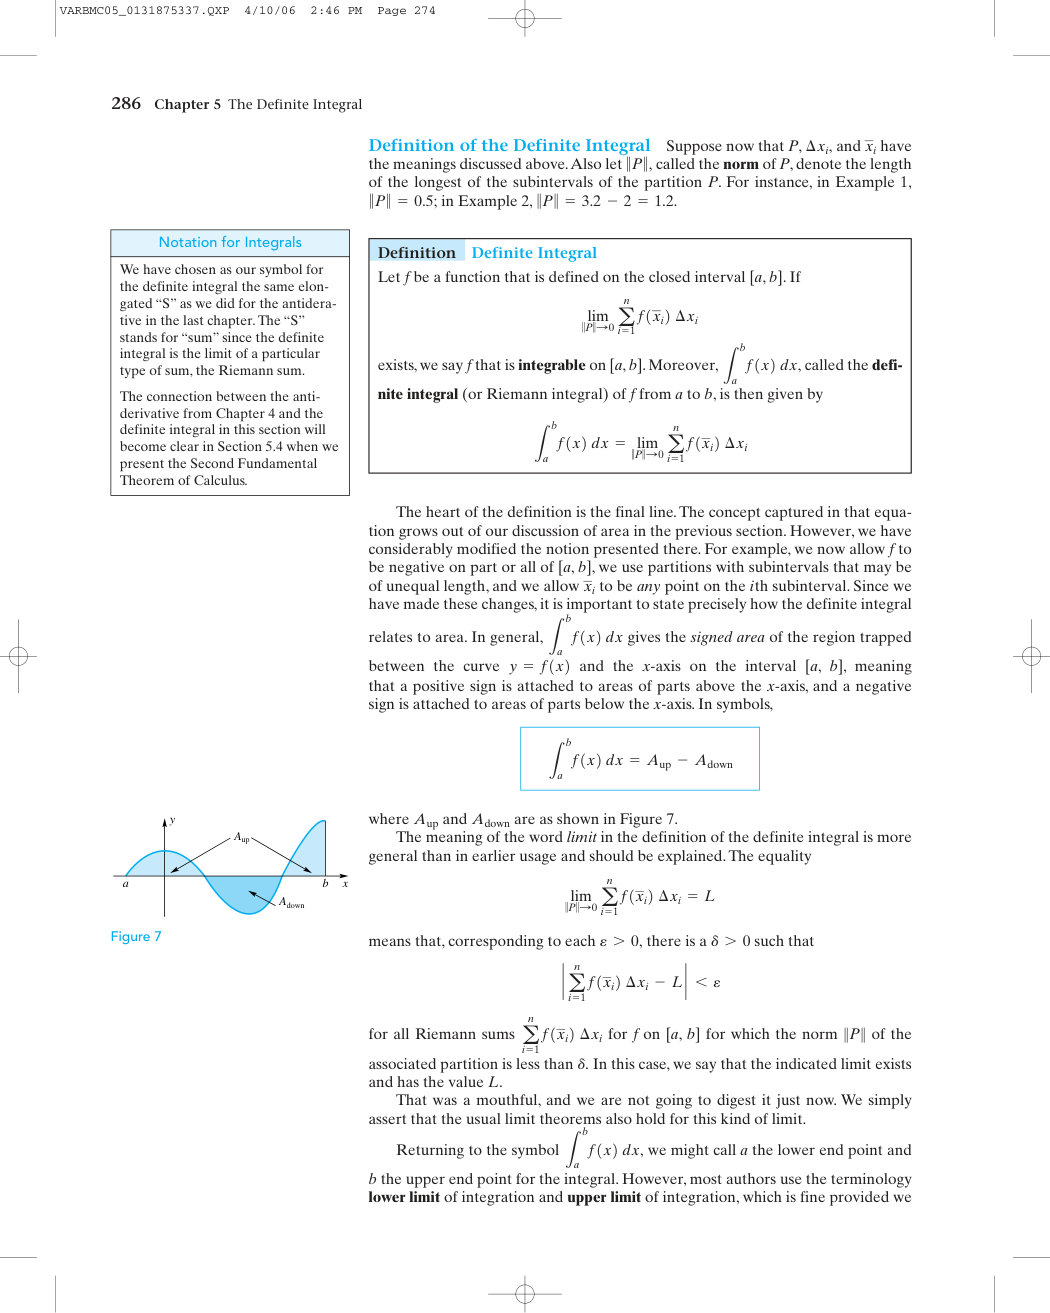 VARBMC05_0131875337.QXP 4/10/06 2:46 PM Page 274
286 Chapter 5 The Definite Integral
Definition of the Definite Integral Suppose now that P, Δxᵢ, and x̅ᵢ have
the meanings discussed above. Also let ‖P‖, called the norm of P, denote the length
of the longest of the subintervals of the partition P. For instance, in Example 1,
‖P‖ = 0.5; in Example 2, ‖P‖ = 3.2 − 2 = 1.2.
Notation for Integrals
We have chosen as our symbol for
the definite integral the same elon-
gated “S” as we did for the antideriva-
tive in the last chapter. The “S”
stands for “sum” since the definite
integral is the limit of a particular
type of sum, the Riemann sum.
The connection between the anti-
derivative from Chapter 4 and the
definite integral in this section will
become clear in Section 5.4 when we
present the Second Fundamental
Theorem of Calculus.
Definition Definite Integral
Let f be a function that is defined on the closed interval [a, b]. If
lim_{‖P‖→0} ∑_{i=1}^{n} f(x̅ᵢ) Δxᵢ
exists, we say f that is integrable on [a, b]. Moreover, ∫_a^b f(x) dx, called the defi-
nite integral (or Riemann integral) of f from a to b, is then given by
∫_a^b f(x) dx = lim_{‖P‖→0} ∑_{i=1}^{n} f(x̅ᵢ) Δxᵢ
The heart of the definition is the final line. The concept captured in that equa-
tion grows out of our discussion of area in the previous section. However, we have
considerably modified the notion presented there. For example, we now allow f to
be negative on part or all of [a, b], we use partitions with subintervals that may be
of unequal length, and we allow x̅ᵢ to be any point on the ith subinterval. Since we
have made these changes, it is important to state precisely how the definite integral
relates to area. In general, ∫_a^b f(x) dx gives the signed area of the region trapped
between the curve y = f(x) and the x-axis on the interval [a, b], meaning
that a positive sign is attached to areas of parts above the x-axis, and a negative
sign is attached to areas of parts below the x-axis. In symbols,
∫_a^b f(x) dx = A_up − A_down
where A_up and A_down are as shown in Figure 7.
The meaning of the word limit in the definition of the definite integral is more
general than in earlier usage and should be explained. The equality
lim_{‖P‖→0} ∑_{i=1}^{n} f(x̅ᵢ) Δxᵢ = L
means that, corresponding to each ε > 0, there is a δ > 0 such that
|∑_{i=1}^{n} f(x̅ᵢ) Δxᵢ − L| < ε
for all Riemann sums ∑_{i=1}^{n} f(x̅ᵢ) Δxᵢ for f on [a, b] for which the norm ‖P‖ of the
associated partition is less than δ. In this case, we say that the indicated limit exists
and has the value L.
That was a mouthful, and we are not going to digest it just now. We simply
assert that the usual limit theorems also hold for this kind of limit.
Returning to the symbol ∫_a^b f(x) dx, we might call a the lower end point and
b the upper end point for the integral. However, most authors use the terminology
lower limit of integration and upper limit of integration, which is fine provided we
y
A_up
a
b
x
A_down
Figure 7